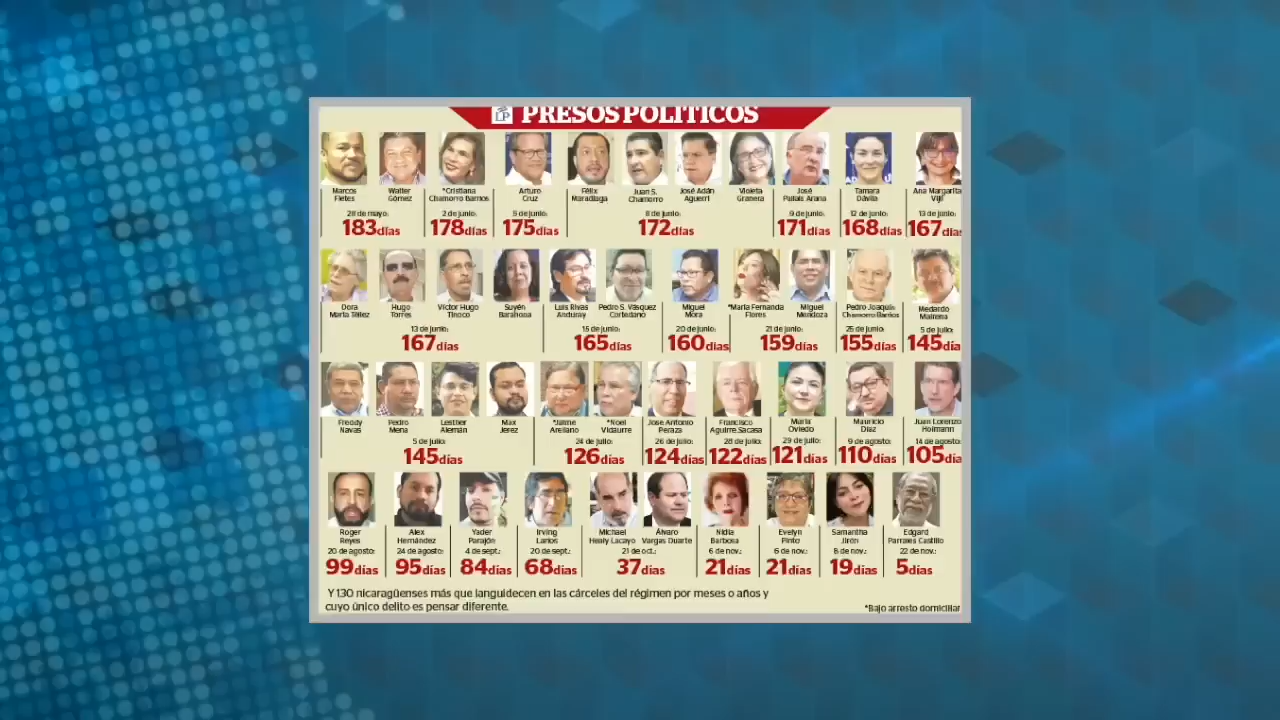 LP PRESOS POLÍTICOS
Marcos Fletes
Walter Gómez
28 de mayo:
183días
*Cristiana Chamorro Barrios
2 de junio:
178días
Arturo Cruz
5 de junio:
175días
Félix Maradiaga
Juan S. Chamorro
José Adán Aguerri
Violeta Granera
8 de junio:
172días
José Pallais Arana
9 de junio:
171días
Tamara Dávila
12 de junio:
168días
Ana Margarita Vijil
13 de junio:
167días
Dora María Téllez
Hugo Torres
Víctor Hugo Tinoco
Suyén Barahona
13 de junio:
167días
Luis Rivas Anduray
Pedro S. Vásquez Cortedano
15 de junio:
165días
Miguel Mora
20 de junio:
160días
*María Fernanda Flores
Miguel Mendoza
21 de junio:
159días
Pedro Joaquín Chamorro Barrios
25 de junio:
155días
Medardo Mairena
5 de julio:
145día
Freddy Navas
Pedro Mena
Lesther Alemán
Max Jerez
5 de julio:
145días
*Jaime Arellano
*Noel Vidaurre
24 de julio:
126días
José Antonio Peraza
26 de julio:
124días
Francisco Aguirre Sacasa
28 de julio:
122días
María Oviedo
29 de julio:
121días
Mauricio Díaz
9 de agosto:
110días
Juan Lorenzo Holmann
14 de agosto:
105día
Roger Reyes
20 de agosto:
99días
Alex Hernández
24 de agosto:
95días
Yader Parajón
4 de sept.:
84días
Irving Larios
20 de sept.:
68días
Michael Healy Lacayo
Álvaro Vargas Duarte
21 de oct.:
37días
Nidia Barbosa
6 de nov.:
21días
Evelyn Pinto
6 de nov.:
21días
Samantha Jirón
8 de nov.:
19días
Edgard Parrales Castillo
22 de nov.:
5días
Y 130 nicaragüenses más que languidecen en las cárceles del régimen por meses o años y
cuyo único delito es pensar diferente.
*Bajo arresto domiciliar